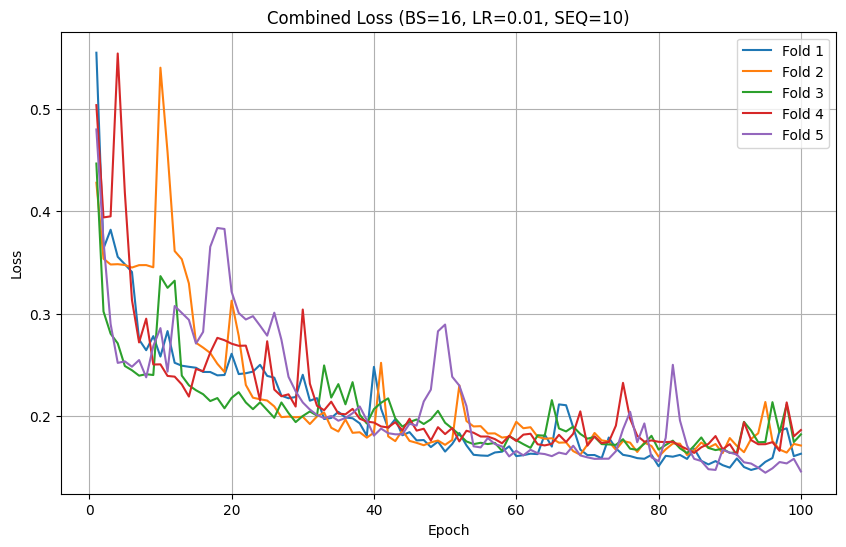 Combined Loss (BS=16, LR=0.01, SEQ=10)
Fold 1
Fold 2
Fold 3
Fold 4
Fold 5
0.5
0.4
0.3
0.2
Loss
0 20 40 60 80 100
Epoch